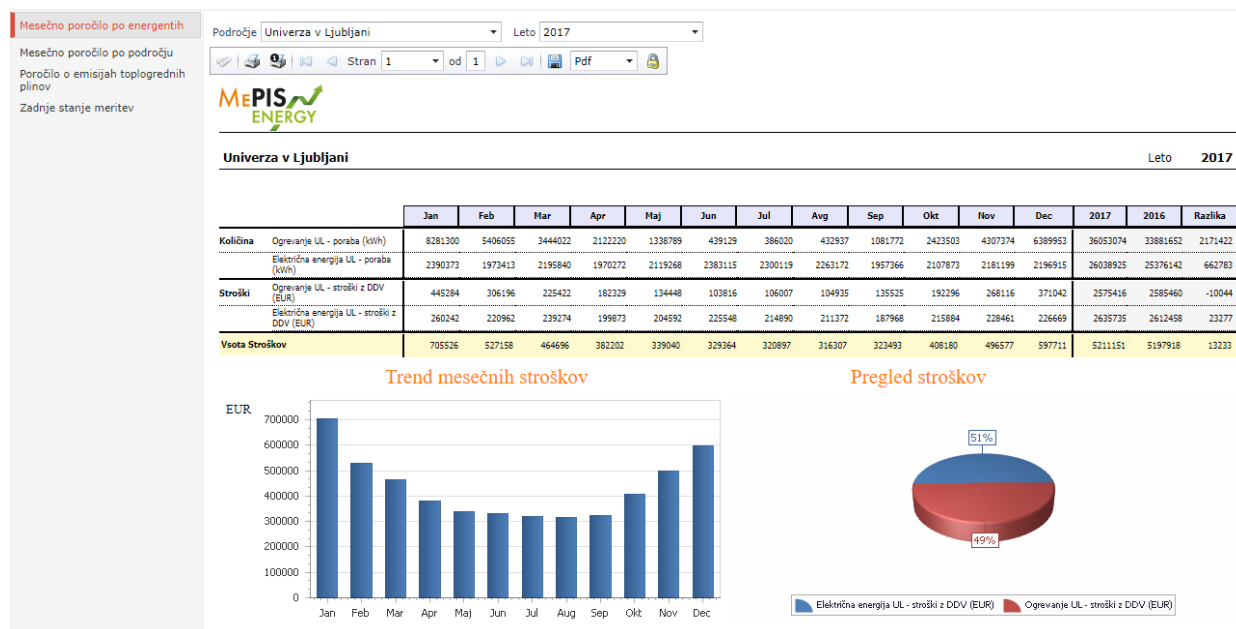 Mesečno poročilo po energentih
Mesečno poročilo po področju
Poročilo o emisijah toplogrednih
plinov
Zadnje stanje meritev
Področje Univerza v Ljubljani Leto 2017
Stran 1 od 1 Pdf
MePIS
ENERGY
Univerza v Ljubljani Leto 2017
Jan Feb Mar Apr Maj Jun Jul Avg Sep Okt Nov Dec 2017 2016 Razlika
Količina Ogrevanje UL - poraba (kWh) 8281300 5406055 3444022 2122220 1338789 439129 386020 432937 1081772 2423503 4307374 6389953 36053074 33881652 2171422
Električna energija UL - poraba
(kWh) 2390373 1973413 2195840 1970272 2119268 2383115 2300119 2263172 1957366 2107873 2181199 2196915 26038925 25376142 662783
Stroški Ogrevanje UL - stroški z DDV
(EUR) 445284 306196 225422 182329 134448 103816 106007 104935 135525 192296 268116 371042 2575416 2585460 -10044
Električna energija UL - stroški z
DDV (EUR) 260242 220962 239274 199873 204592 225548 214890 211372 187968 215884 228461 226669 2635735 2612458 23277
Vsota Stroškov 705526 527158 464696 382202 339040 329364 320897 316307 323493 408180 496577 597711 5211151 5197918 13233
Trend mesečnih stroškov
EUR
700000
600000
500000
400000
300000
200000
100000
0
Jan Feb Mar Apr Maj Jun Jul Aug Sep Okt Nov Dec
Pregled stroškov
51%
49%
Električna energija UL - stroški z DDV (EUR) Ogrevanje UL - stroški z DDV (EUR)